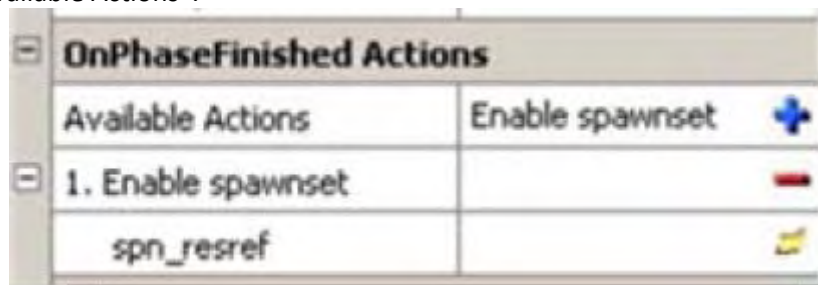 OnPhaseFinished Actions
Available Actions Enable spawnset
1. Enable spawnset
spn_resref